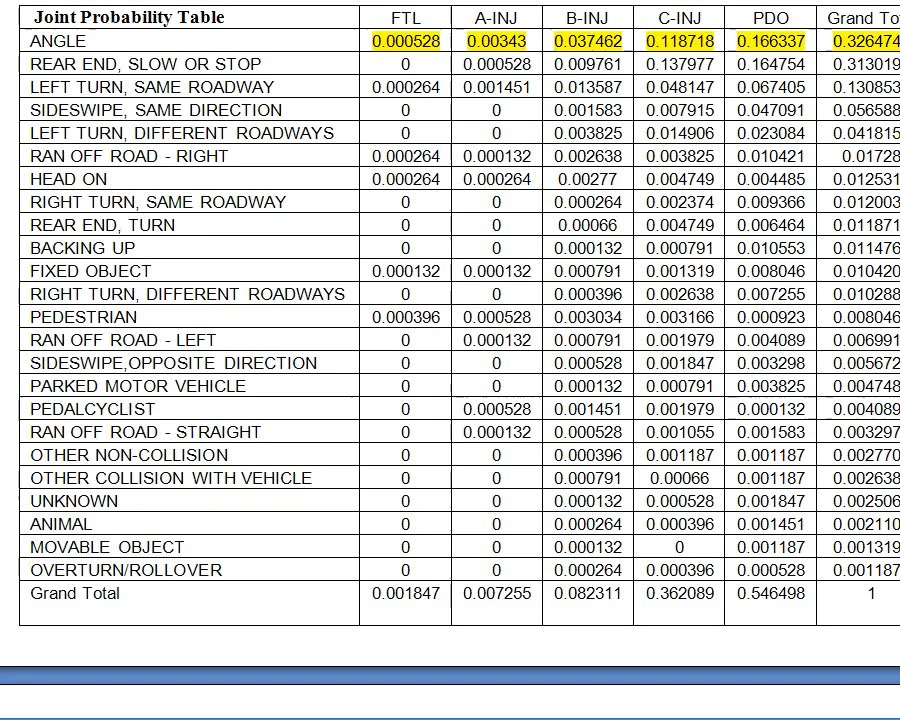 Joint Probability Table FTL A-INJ B-INJ C-INJ PDO Grand To
ANGLE 0.000528 0.00343 0.037462 0.118718 0.166337 0.326474
REAR END, SLOW OR STOP 0 0.000528 0.009761 0.137977 0.164754 0.313019
LEFT TURN, SAME ROADWAY 0.000264 0.001451 0.013587 0.048147 0.067405 0.130853
SIDESWIPE, SAME DIRECTION 0 0 0.001583 0.007915 0.047091 0.056588
LEFT TURN, DIFFERENT ROADWAYS 0 0 0.003825 0.014906 0.023084 0.041815
RAN OFF ROAD - RIGHT 0.000264 0.000132 0.002638 0.003825 0.010421 0.01728
HEAD ON 0.000264 0.000264 0.00277 0.004749 0.004485 0.012531
RIGHT TURN, SAME ROADWAY 0 0 0.000264 0.002374 0.009366 0.012003
REAR END, TURN 0 0 0.00066 0.004749 0.006464 0.011871
BACKING UP 0 0 0.000132 0.000791 0.010553 0.011476
FIXED OBJECT 0.000132 0.000132 0.000791 0.001319 0.008046 0.010420
RIGHT TURN, DIFFERENT ROADWAYS 0 0 0.000396 0.002638 0.007255 0.010288
PEDESTRIAN 0.000396 0.000528 0.003034 0.003166 0.000923 0.008046
RAN OFF ROAD - LEFT 0 0.000132 0.000791 0.001979 0.004089 0.006991
SIDESWIPE,OPPOSITE DIRECTION 0 0 0.000528 0.001847 0.003298 0.005672
PARKED MOTOR VEHICLE 0 0 0.000132 0.000791 0.003825 0.004748
PEDALCYCLIST 0 0.000528 0.001451 0.001979 0.000132 0.004089
RAN OFF ROAD - STRAIGHT 0 0.000132 0.000528 0.001055 0.001583 0.003297
OTHER NON-COLLISION 0 0 0.000396 0.001187 0.001187 0.002770
OTHER COLLISION WITH VEHICLE 0 0 0.000791 0.00066 0.001187 0.002638
UNKNOWN 0 0 0.000132 0.000528 0.001847 0.002506
ANIMAL 0 0 0.000264 0.000396 0.001451 0.002110
MOVABLE OBJECT 0 0 0.000132 0 0.001187 0.001319
OVERTURN/ROLLOVER 0 0 0.000264 0.000396 0.000528 0.001187
Grand Total 0.001847 0.007255 0.082311 0.362089 0.546498 1